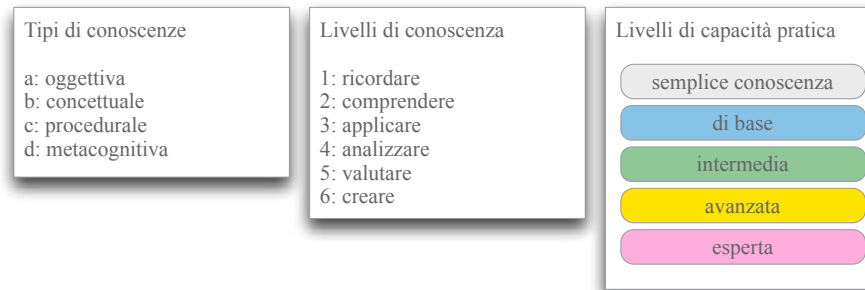 Tipi di conoscenze
a: oggettiva
b: concettuale
c: procedurale
d: metacognitiva
Livelli di conoscenza
1: ricordare
2: comprendere
3: applicare
4: analizzare
5: valutare
6: creare
Livelli di capacità pratica
semplice conoscenza
di base
intermedia
avanzata
esperta